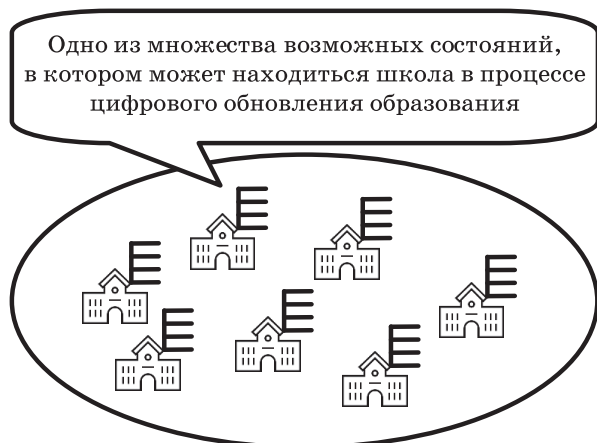 Одно из множества возможных состояний,
в котором может находиться школа в процессе
цифрового обновления образования